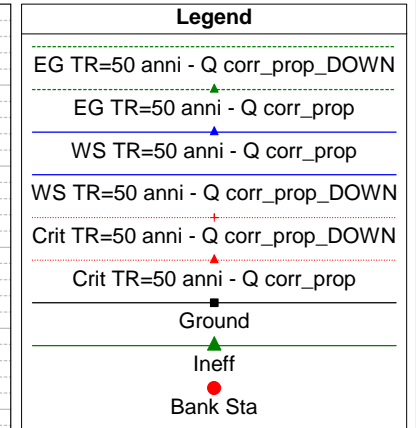 Legend
EG TR=50 anni - Q corr_prop_DOWN
EG TR=50 anni - Q corr_prop
WS TR=50 anni - Q corr_prop
WS TR=50 anni - Q corr_prop_DOWN
Crit TR=50 anni - Q corr_prop_DOWN
Crit TR=50 anni - Q corr_prop
Ground
Ineff
Bank Sta